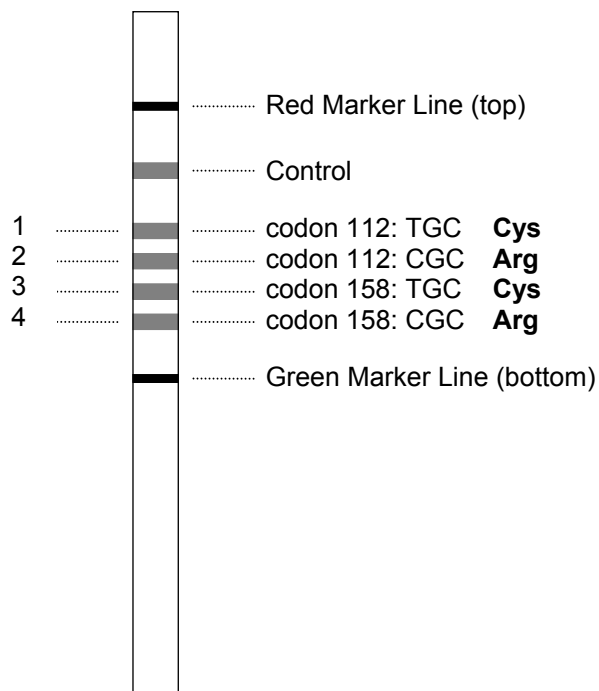 Red Marker Line (top)
Control
1 codon 112: TGC Cys
2 codon 112: CGC Arg
3 codon 158: TGC Cys
4 codon 158: CGC Arg
Green Marker Line (bottom)